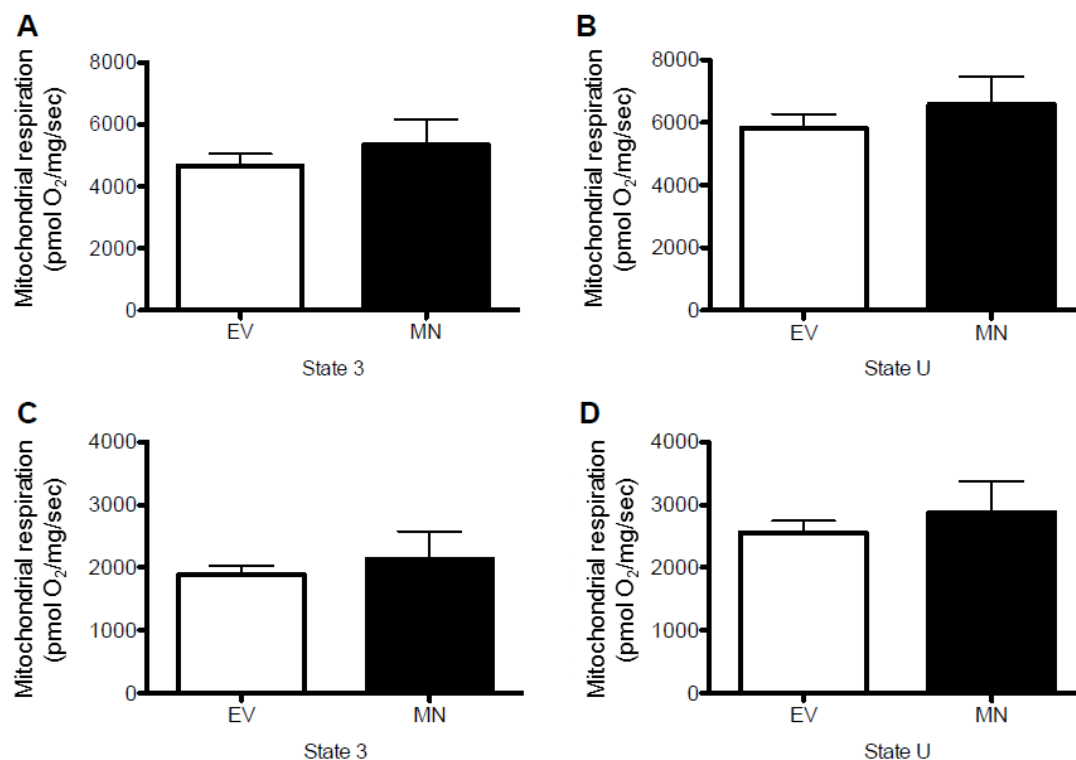 A
Mitochondrial respiration
(pmol O₂/mg/sec)
8000
6000
4000
2000
0
EV
MN
State 3
B
Mitochondrial respiration
(pmol O₂/mg/sec)
8000
6000
4000
2000
0
EV
MN
State U
C
Mitochondrial respiration
(pmol O₂/mg/sec)
4000
3000
2000
1000
0
EV
MN
State 3
D
Mitochondrial respiration
(pmol O₂/mg/sec)
4000
3000
2000
1000
0
EV
MN
State U